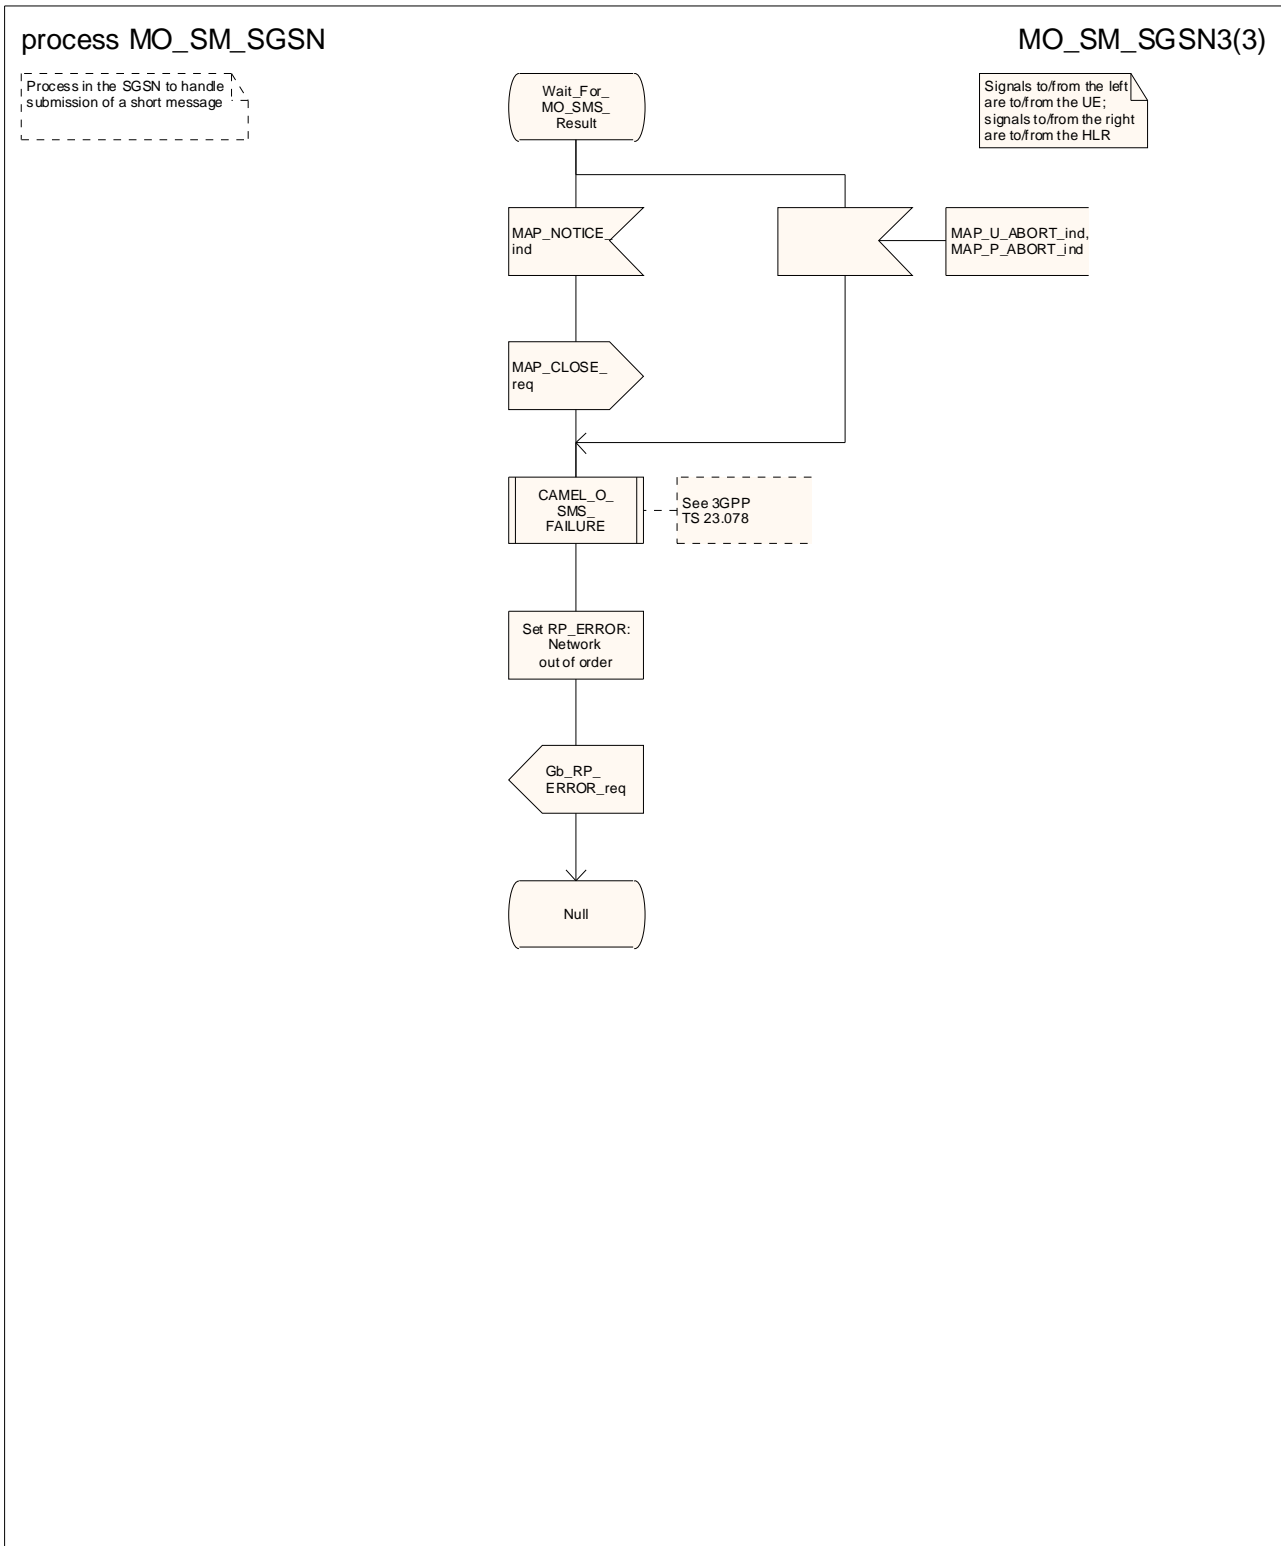 process MO_SM_SGSN
MO_SM_SGSN3(3)
Process in the SGSN to handle
submission of a short message
Wait_For_
MO_SMS_
Result
Signals to/from the left
are to/from the UE;
signals to/from the right
are to/from the HLR
MAP_NOTICE_
ind
MAP_U_ABORT_ind,
MAP_P_ABORT_ind
MAP_CLOSE_
req
CAMEL_O_
SMS_
FAILURE
See 3GPP
TS 23.078
Set RP_ERROR:
Network
out of order
Gb_RP_
ERROR_req
Null